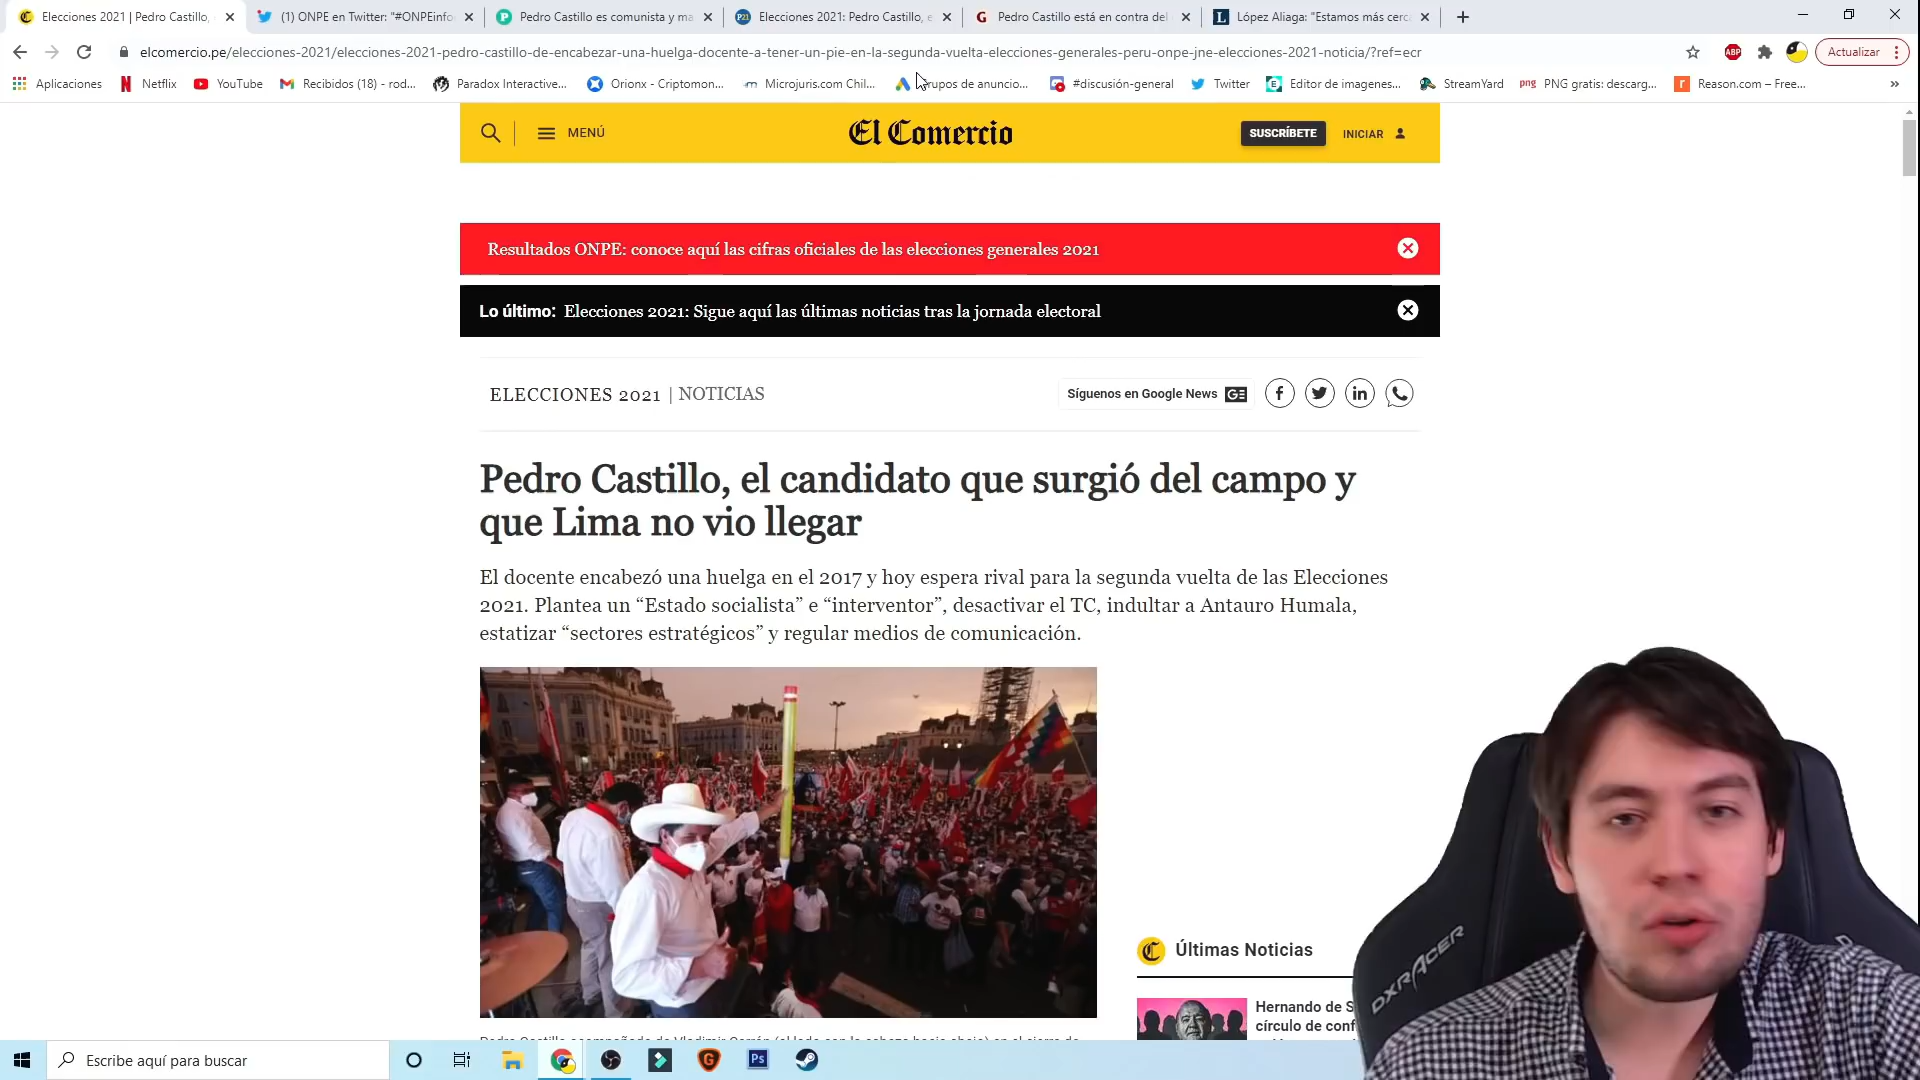 Elecciones 2021 | Pedro Castillo,
(1) ONPE en Twitter: "#ONPEinfo
Pedro Castillo es comunista y ma
Elecciones 2021: Pedro Castillo, e
Pedro Castillo está en contra del
López Aliaga: "Estamos más cerc
elcomercio.pe/elecciones-2021/elecciones-2021-pedro-castillo-de-encabezar-una-huelga-docente-a-tener-un-pie-en-la-segunda-vuelta-elecciones-generales-peru-onpe-jne-elecciones-2021-noticia/?ref=ecr
ABP
Actualizar
Aplicaciones
Netflix
YouTube
Recibidos (18) - rod...
Paradox Interactive...
Orionx - Criptomon...
Microjuris.com Chil...
rupos de anuncio...
#discusión-general
Twitter
Editor de imagenes...
StreamYard
png PNG gratis: descarg...
Reason.com – Free...
MENÚ
El Comercio
SUSCRÍBETE
INICIAR
Resultados ONPE: conoce aquí las cifras oficiales de las elecciones generales 2021
Lo último: Elecciones 2021: Sigue aquí las últimas noticias tras la jornada electoral
ELECCIONES 2021 | NOTICIAS
Síguenos en Google News
Pedro Castillo, el candidato que surgió del campo y
que Lima no vio llegar
El docente encabezó una huelga en el 2017 y hoy espera rival para la segunda vuelta de las Elecciones
2021. Plantea un “Estado socialista” e “interventor”, desactivar el TC, indultar a Antauro Humala,
estatizar “sectores estratégicos” y regular medios de comunicación.
Últimas Noticias
Hernando de S
círculo de conf
DXRACER
Escribe aquí para buscar
Ps